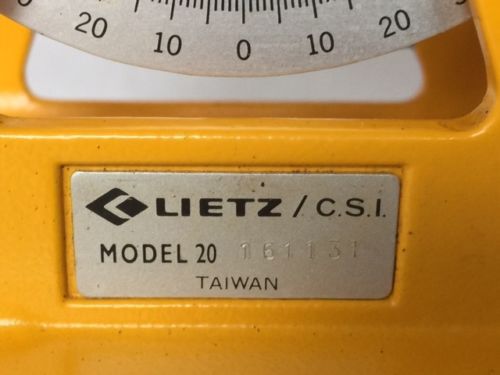 20 10 0 10 20
LIETZ / C.S.I.
MODEL 20 161131
TAIWAN